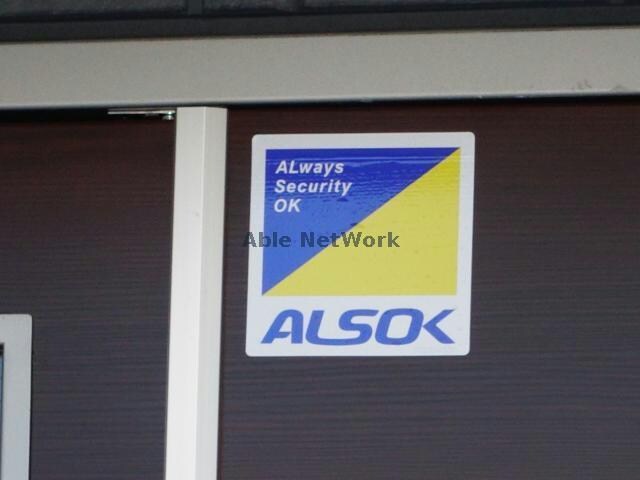 ALways
Security
OK
Able NetWork
ALSOK